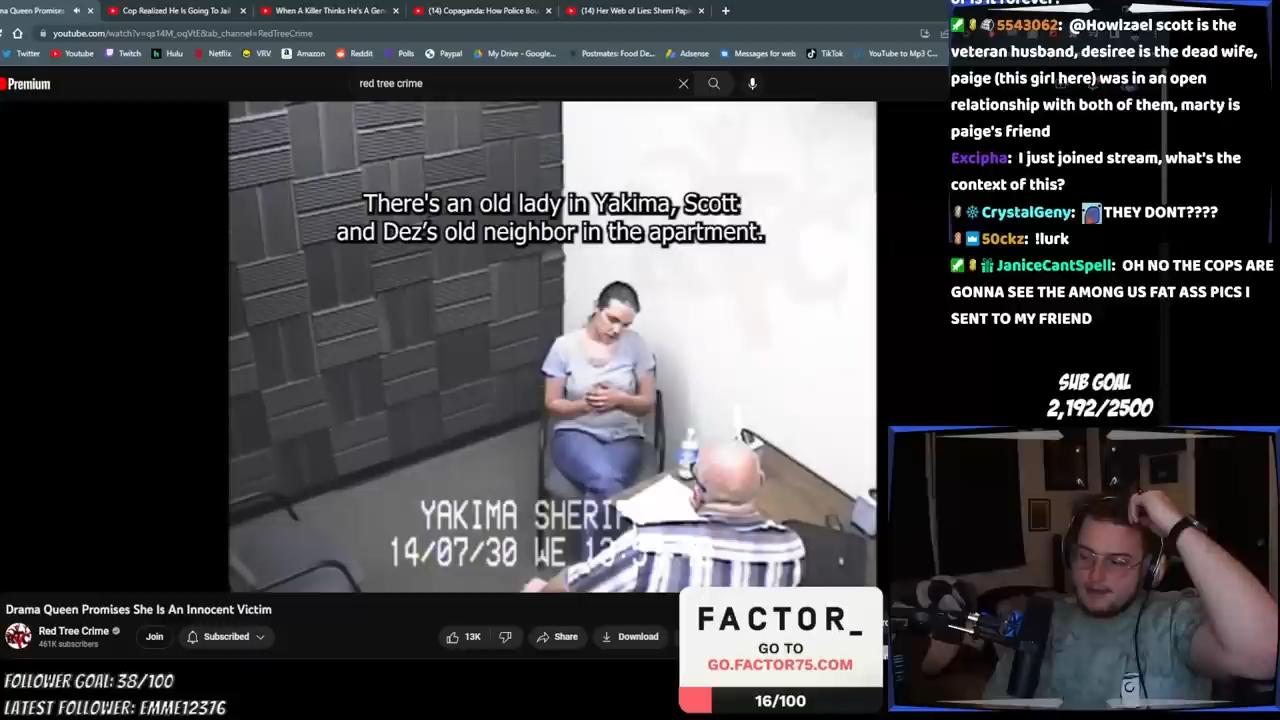 na Queen Promises
Cop Realized He Is Going To Jail
When A Killer Thinks He's A Gen
(14) Copaganda: How Police Bou
(14) Her Web of Lies: Sherri Pap
youtube.com/watch?v=qs14M_oqVtE&ab_channel=RedTreeCrime
Twitter Youtube Twitch Hulu Netflix VRV Amazon Reddit Polls Paypal My Drive - Google... Postmates: Food De... Adsense Messages for web TikTok YouTube to Mp3 C...
Premium
red tree crime
There's an old lady in Yakima, Scott
and Dez's old neighbor in the apartment.
YAKIMA SHERIF
14/07/30 WE
Drama Queen Promises She Is An Innocent Victim
Red Tree Crime
461K subscribers
Join
Subscribed
13K
Share
Download
FOLLOWER GOAL: 38/100
LATEST FOLLOWER: EMME12376
FACTOR_
GO TO
GO.FACTOR75.COM
16/100
or is it forever?
5543062: @Howlzael scott is the
veteran husband, desiree is the dead wife,
paige (this girl here) was in an open
relationship with both of them, marty is
paige's friend
Excipha: I just joined stream, what's the
context of this?
CrystalGeny: THEY DONT????
50ckz: !lurk
JaniceCantSpell: OH NO THE COPS ARE
GONNA SEE THE AMONG US FAT ASS PICS I
SENT TO MY FRIEND
SUB GOAL
2,192/2500